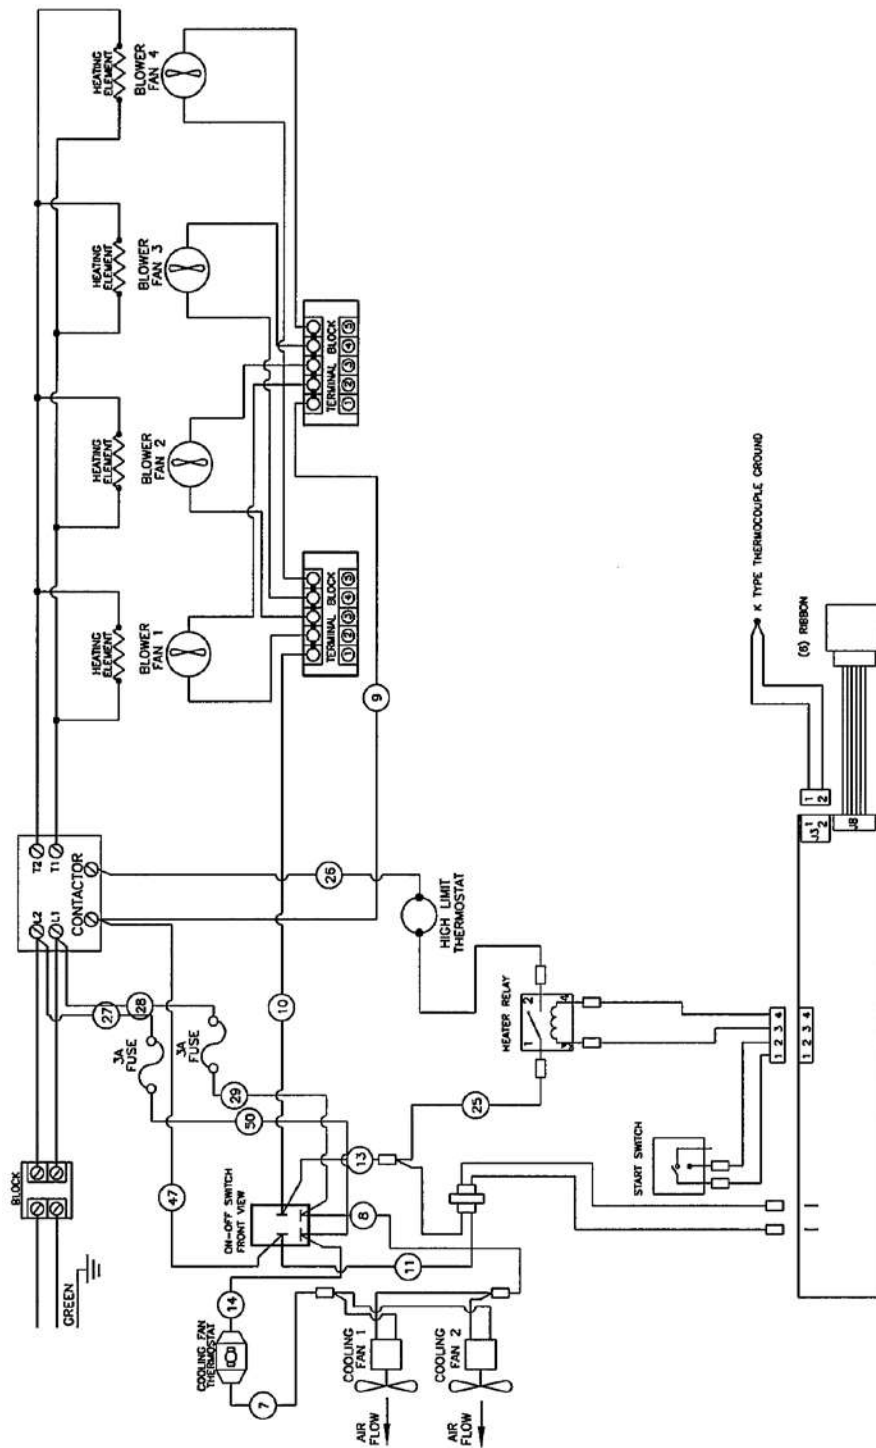 BLOCK
GREEN
L2
L1
T2
T1
CONTACTOR
HEATING
ELEMENT
HEATING
ELEMENT
HEATING
ELEMENT
HEATING
ELEMENT
BLOWER
FAN 1
BLOWER
FAN 2
BLOWER
FAN 3
BLOWER
FAN 4
27
28
3A
FUSE
3A
FUSE
29
50
47
10
9
26
TERMINAL BLOCK
1 2 3 4 5
TERMINAL BLOCK
1 2 3 4 5
COOLING FAN
THERMOSTAT
14
7
ON-OFF SWITCH
FRONT VIEW
13
8
11
25
HIGH LIMIT
THERMOSTAT
COOLING
FAN 1
COOLING
FAN 2
AIR
FLOW
AIR
FLOW
HEATER RELAY
1 2
3 4
START SWITCH
1 2 3 4
1 2 3 4
J3 1
2
1
2
J8
K TYPE THERMOCOUPLE GROUND
(6) RIBBON